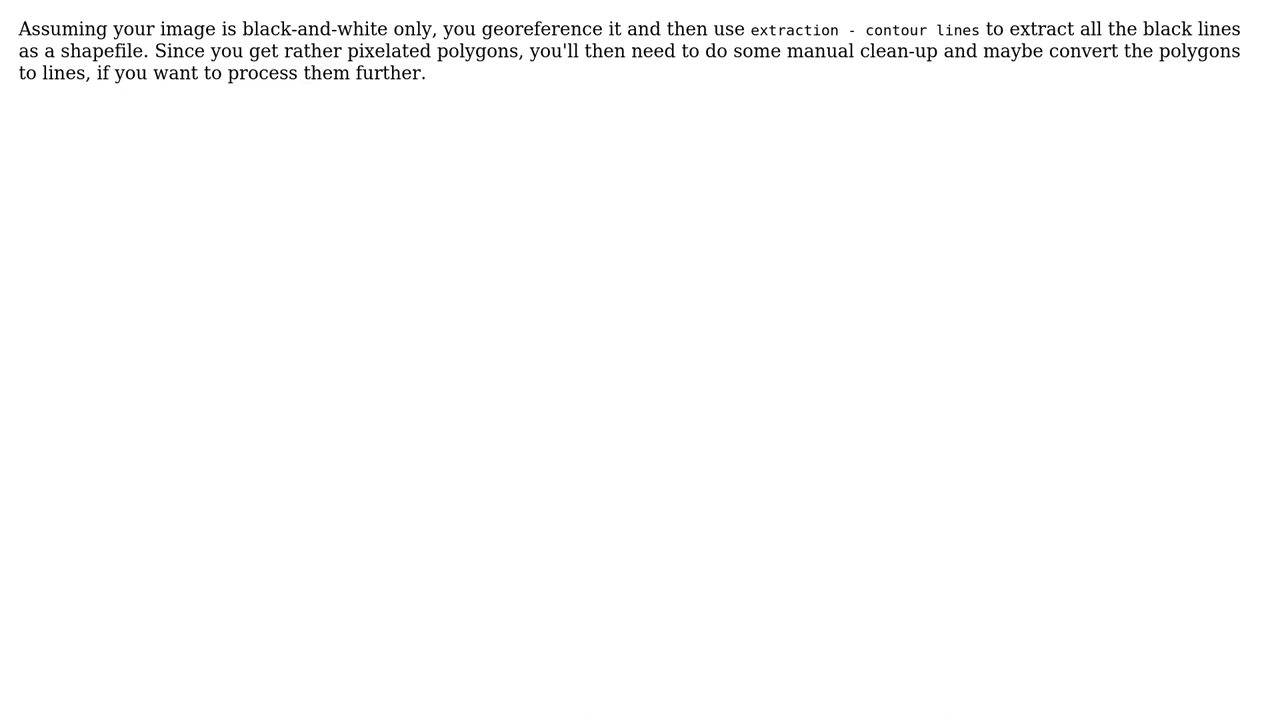 Assuming your image is black-and-white only, you georeference it and then use extraction - contour lines to extract all the black lines
as a shapefile. Since you get rather pixelated polygons, you'll then need to do some manual clean-up and maybe convert the polygons
to lines, if you want to process them further.